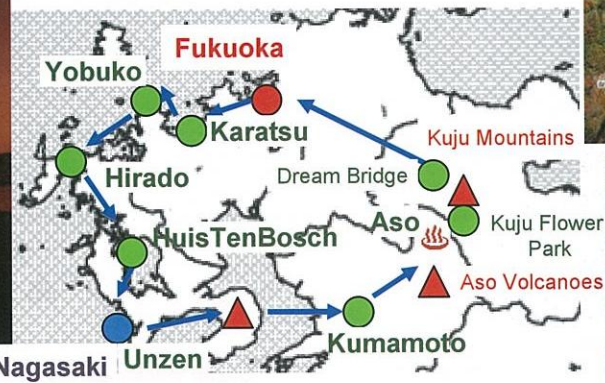 Fukuoka
Yobuko
Karatsu
Kuju Mountains
Dream Bridge
Hirado
Aso
Kuju Flower
Park
HuisTenBosch
Aso Volcanoes
Kumamoto
Nagasaki
Unzen